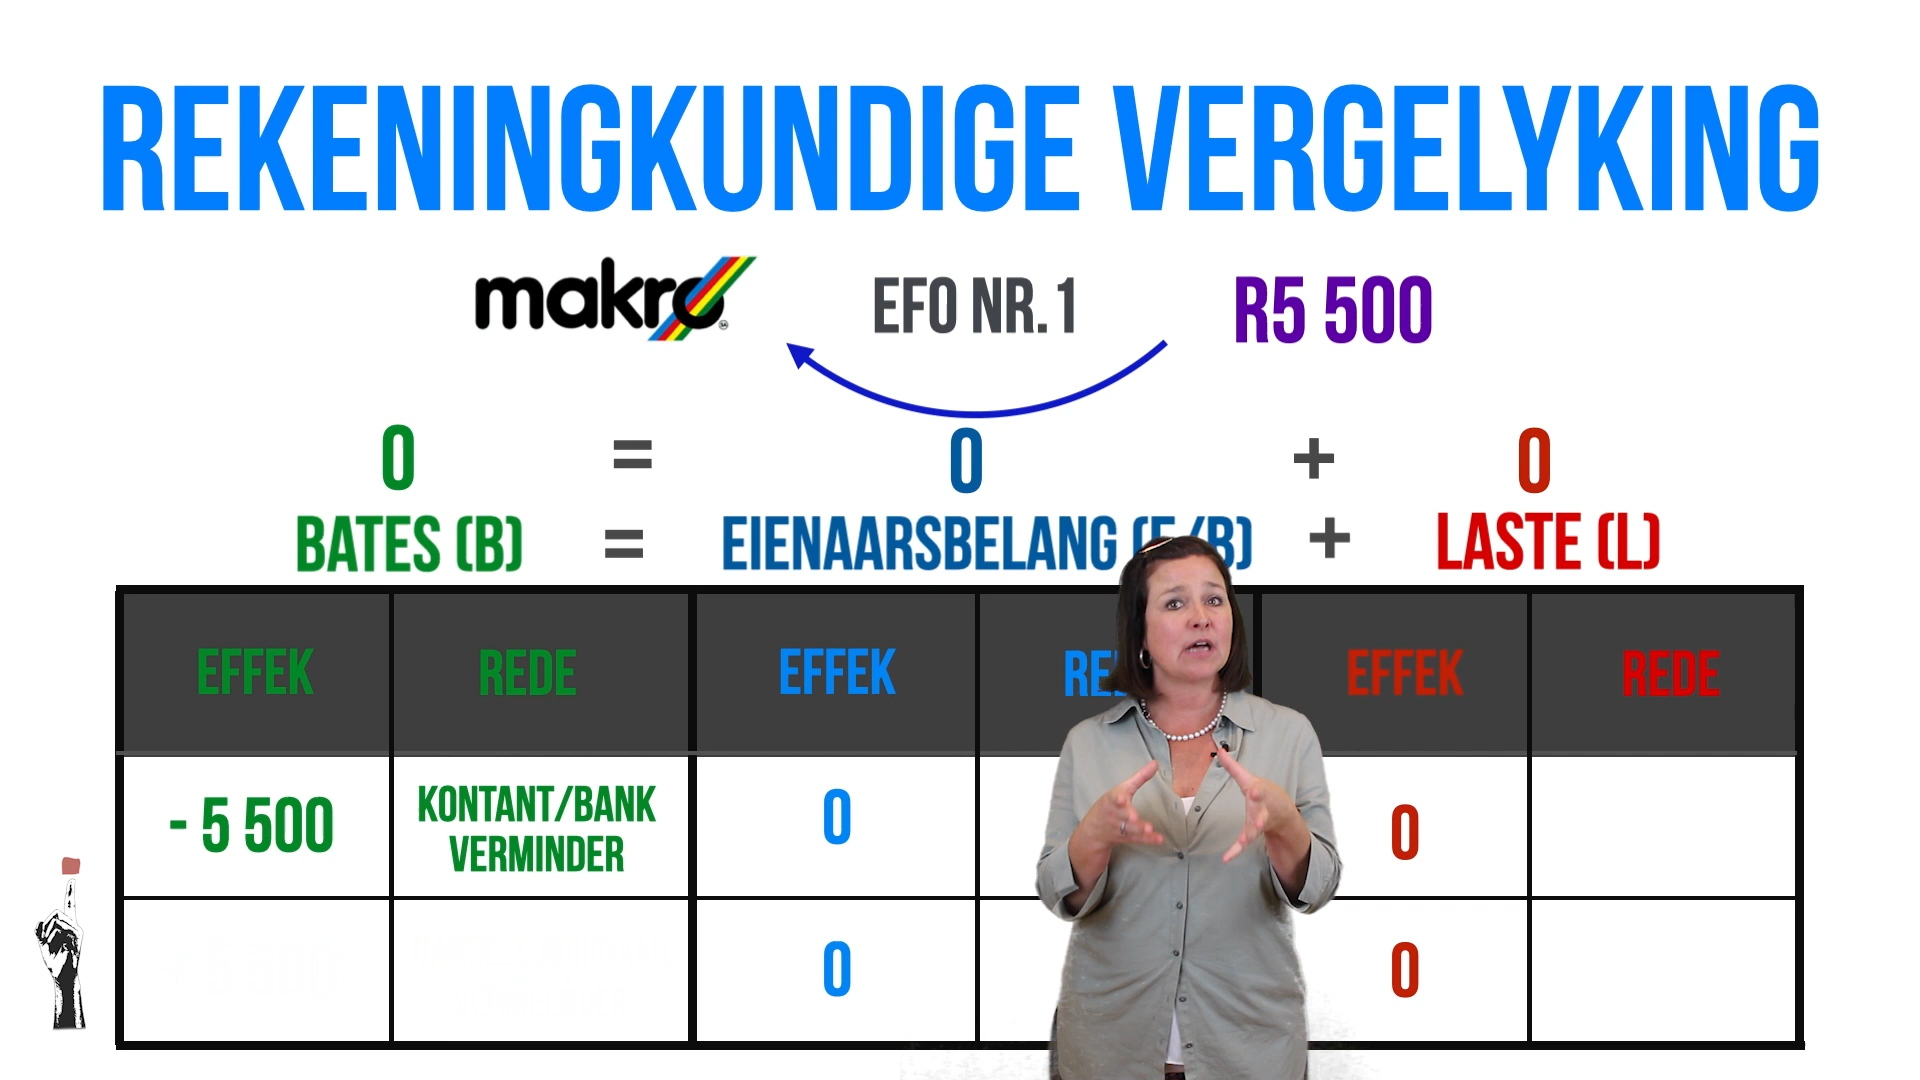 REKENINGKUNDIGE VERGELYKING
makro EFO NR.1 R5 500
0 = 0 + 0
BATES (B) = EIENAARSBELANG (E/B) + LASTE (L)
EFFEK REDE EFFEK EFFEK REDE
- 5 500 KONTANT/BANK VERMINDER 0 0
0 0